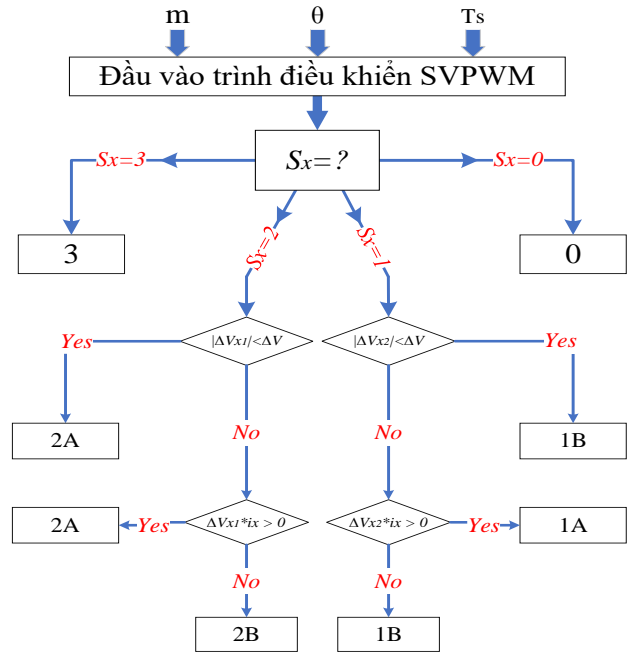 m θ Ts
Đầu vào trình điều khiển SVPWM
Sx=3 Sx=? Sx=0
3 0
Sx=2 Sx=1
Yes |ΔVx1|<ΔV |ΔVx2|<ΔV Yes
2A No No 1B
2A Yes ΔVx1*ix > 0 ΔVx2*ix > 0 Yes 1A
No No
2B 1B